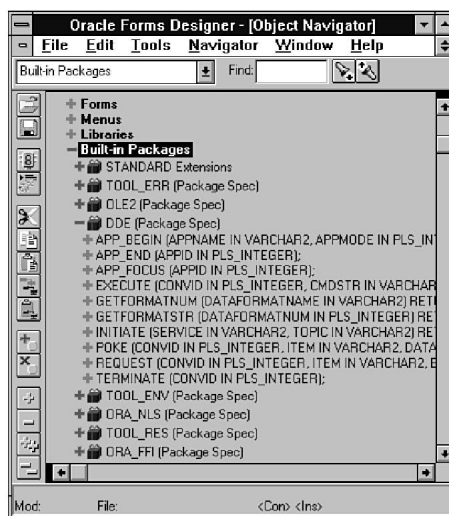 Oracle Forms Designer - [Object Navigator]
File Edit Tools Navigator Window Help
Built-in Packages Find:
Forms
Menus
Libraries
Built-in Packages
STANDARD Extensions
TOOL_ERR (Package Spec)
OLE2 (Package Spec)
DDE (Package Spec)
APP_BEGIN (APPNAME IN VARCHAR2, APPMODE IN PLS_IN
APP_END (APPID IN PLS_INTEGER);
APP_FOCUS (APPID IN PLS_INTEGER);
EXECUTE (CONVID IN PLS_INTEGER, CMDSTR IN VARCHAR
GETFORMATNUM (DATAFORMATNAME IN VARCHAR2) RETI
GETFORMATSTR (DATAFORMATNUM IN PLS_INTEGER) RE
INITIATE (SERVICE IN VARCHAR2, TOPIC IN VARCHAR2) RE
POKE (CONVID IN PLS_INTEGER, ITEM IN VARCHAR2, DATA
REQUEST (CONVID IN PLS_INTEGER, ITEM IN VARCHAR2, B
TERMINATE (CONVID IN PLS_INTEGER);
TOOL_ENV (Package Spec)
ORA_NLS (Package Spec)
TOOL_RES (Package Spec)
ORA_FFI (Package Spec)
Mod: File: <Con> <Ins>